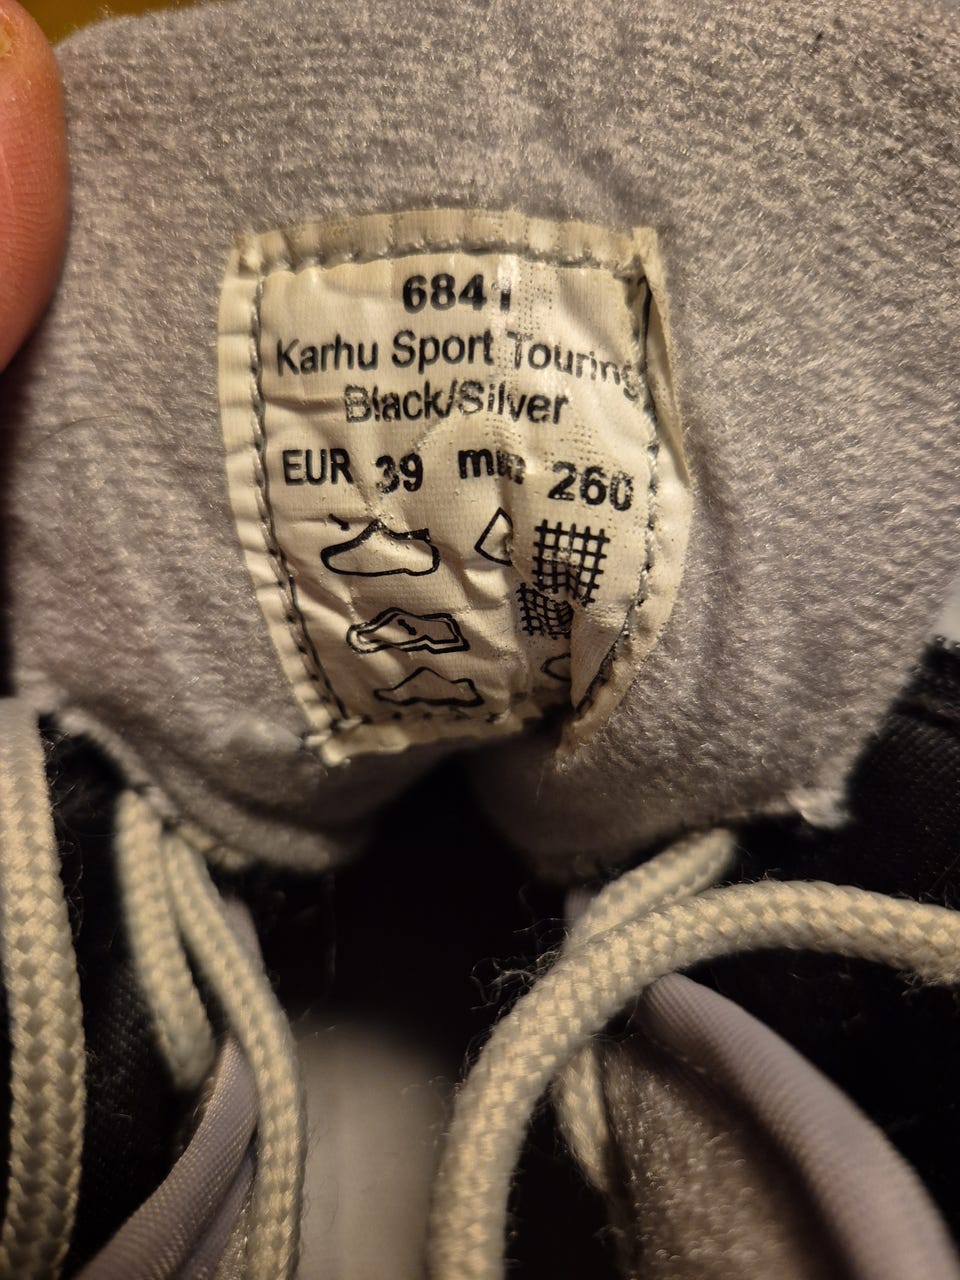 6841
Karhu Sport Touring
Black/Silver
EUR 39 mm 260